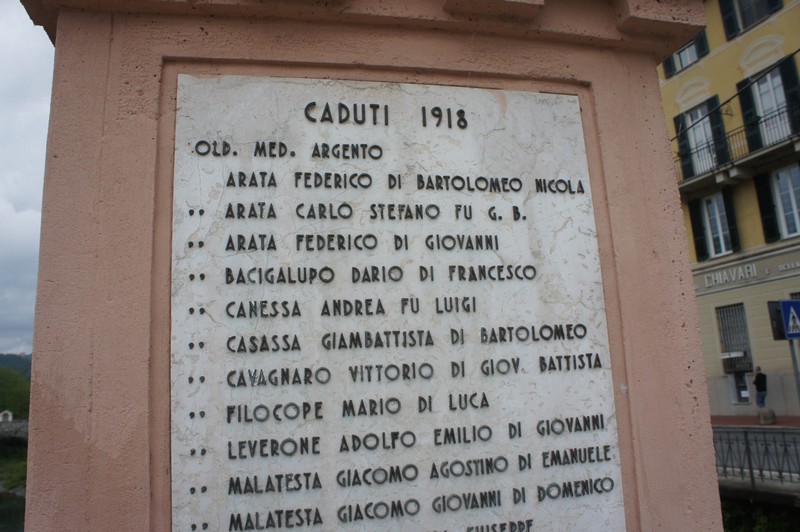 CADUTI 1918
OLD. MED. ARGENTO
ARATA FEDERICO DI BARTOLOMEO NICOLA
,, ARATA CARLO STEFANO FU G. B.
,, ARATA FEDERICO DI GIOVANNI
,, BACIGALUPO DARIO DI FRANCESCO
,, CANESSA ANDREA FU LUIGI
,, CASASSA GIAMBATTISTA DI BARTOLOMEO
,, CAVAGNARO VITTORIO DI GIOV. BATTISTA
,, FILOCOPE MARIO DI LUCA
,, LEVERONE ADOLFO EMILIO DI GIOVANNI
,, MALATESTA GIACOMO AGOSTINO DI EMANUELE
,, MALATESTA GIACOMO GIOVANNI DI DOMENICO
GIUSEPPE
CHIAVARI E